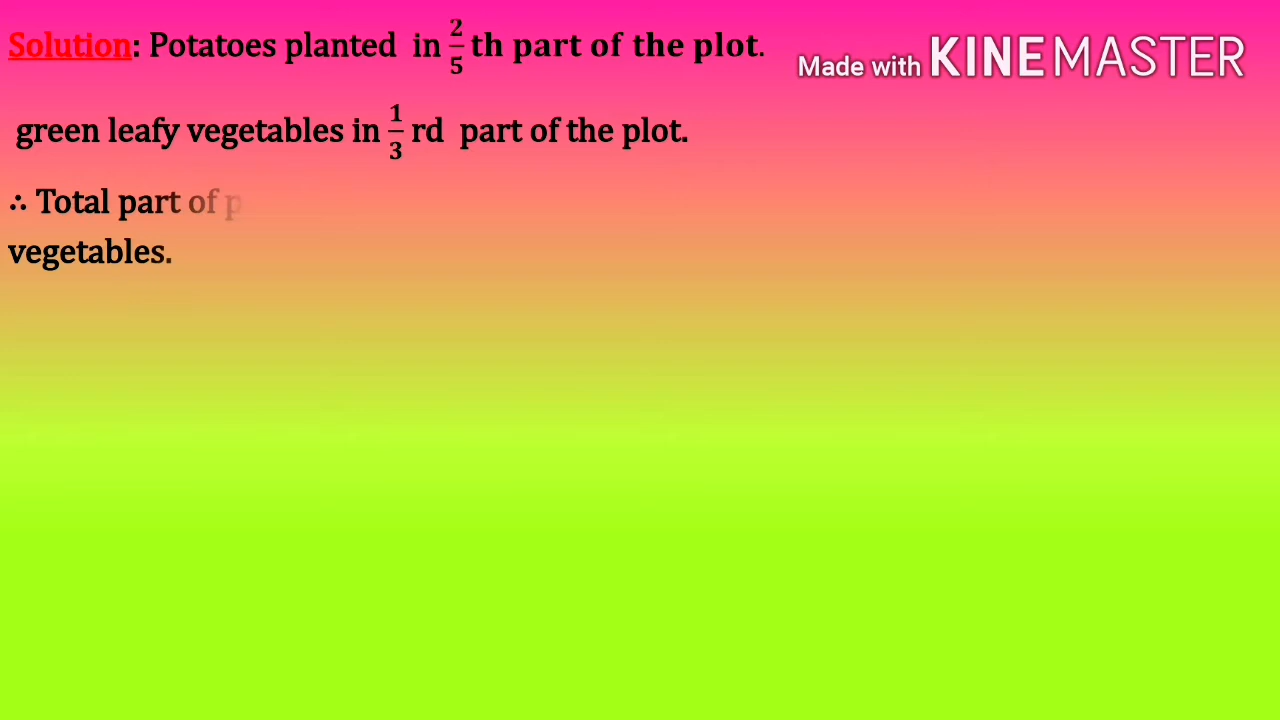 Solution: Potatoes planted in 2/5 th part of the plot.
Made with KINEMASTER
green leafy vegetables in 1/3 rd part of the plot.
∴ Total part of
vegetables.